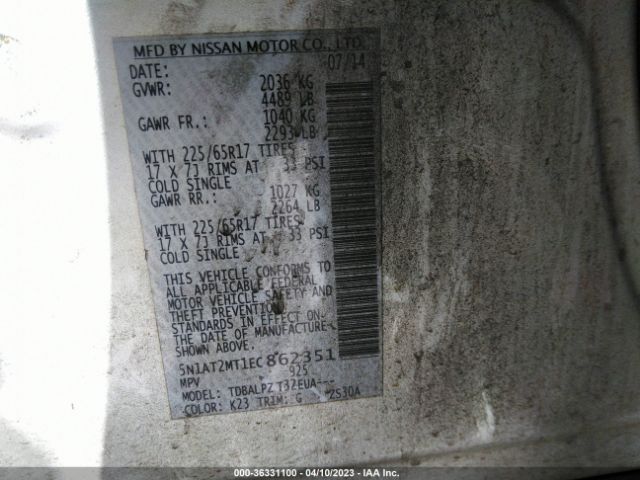 MFD BY NISSAN MOTOR CO., LTD.
DATE: 07/14
GVWR: 2036 KG
4489 LB
GAWR FR.: 1040 KG
2293 LB
WITH 225/65R17 TIRES
17 X 7J RIMS AT 33 PSI
COLD SINGLE
GAWR RR.: 1027 KG
2264 LB
WITH 225/65R17 TIRES
17 X 7J RIMS AT 33 PSI
COLD SINGLE
THIS VEHICLE CONFORMS TO
ALL APPLICABLE FEDERAL
MOTOR VEHICLE SAFETY AND
THEFT PREVENTION
STANDARDS IN EFFECT ON
THE DATE OF MANUFACTURE
SHOWN ABOVE.
5N1AT2MT1EC862351
MPV 925
MODEL: TDBALPZ T32EUA---
COLOR: K23 TRIM: G ZS30A
000-36331100 - 04/10/2023 - IAA Inc.